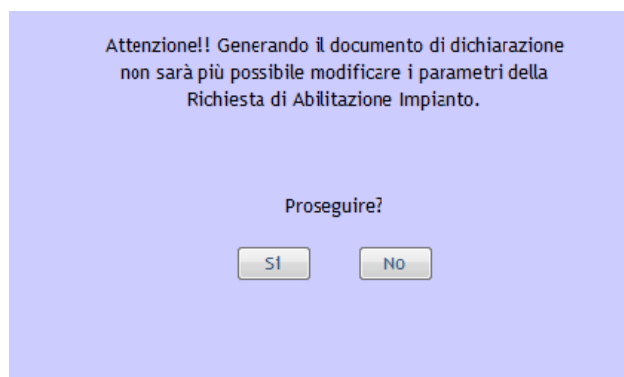 Attenzione!! Generando il documento di dichiarazione
non sarà più possibile modificare i parametri della
Richiesta di Abilitazione Impianto.
Proseguire?
Sì
No